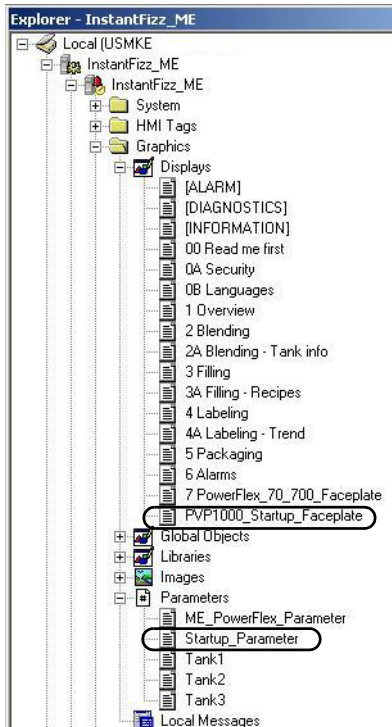 Explorer - InstantFizz_ME
Local (USMKE
InstantFizz_ME
InstantFizz_ME
System
HMI Tags
Graphics
Displays
[ALARM]
[DIAGNOSTICS]
[INFORMATION]
00 Read me first
0A Security
0B Languages
1 Overview
2 Blending
2A Blending - Tank info
3 Filling
3A Filling - Recipes
4 Labeling
4A Labeling - Trend
5 Packaging
6 Alarms
7 PowerFlex_70_700_Faceplate
PVP1000_Startup_Faceplate
Global Objects
Libraries
Images
Parameters
ME_PowerFlex_Parameter
Startup_Parameter
Tank1
Tank2
Tank3
Local Messages